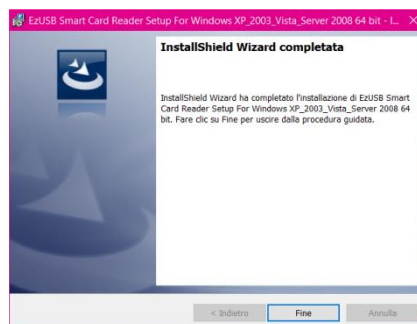 EzUSB Smart Card Reader Setup For Windows XP_2003_Vista_Server 2008 64 bit - I...
InstallShield Wizard completata
InstallShield Wizard ha completato l'installazione di EzUSB Smart
Card Reader Setup For Windows XP_2003_Vista_Server 2008 64
bit. Fare clic su Fine per uscire dalla procedura guidata.
< Indietro
Fine
Annulla